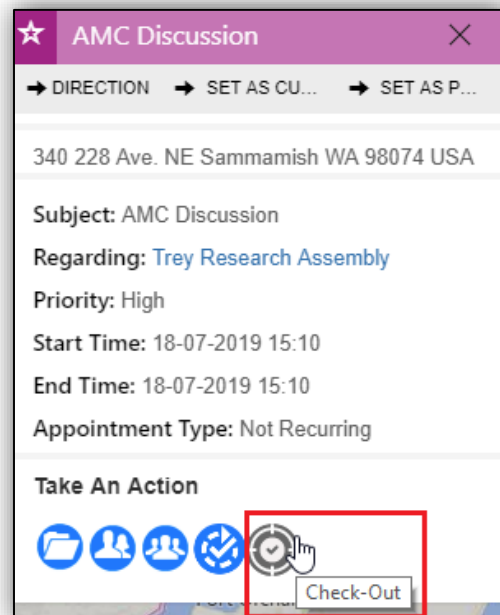 AMC Discussion
DIRECTION SET AS CU... SET AS P...
340 228 Ave. NE Sammamish WA 98074 USA
Subject: AMC Discussion
Regarding: Trey Research Assembly
Priority: High
Start Time: 18-07-2019 15:10
End Time: 18-07-2019 15:10
Appointment Type: Not Recurring
Take An Action
Check-Out